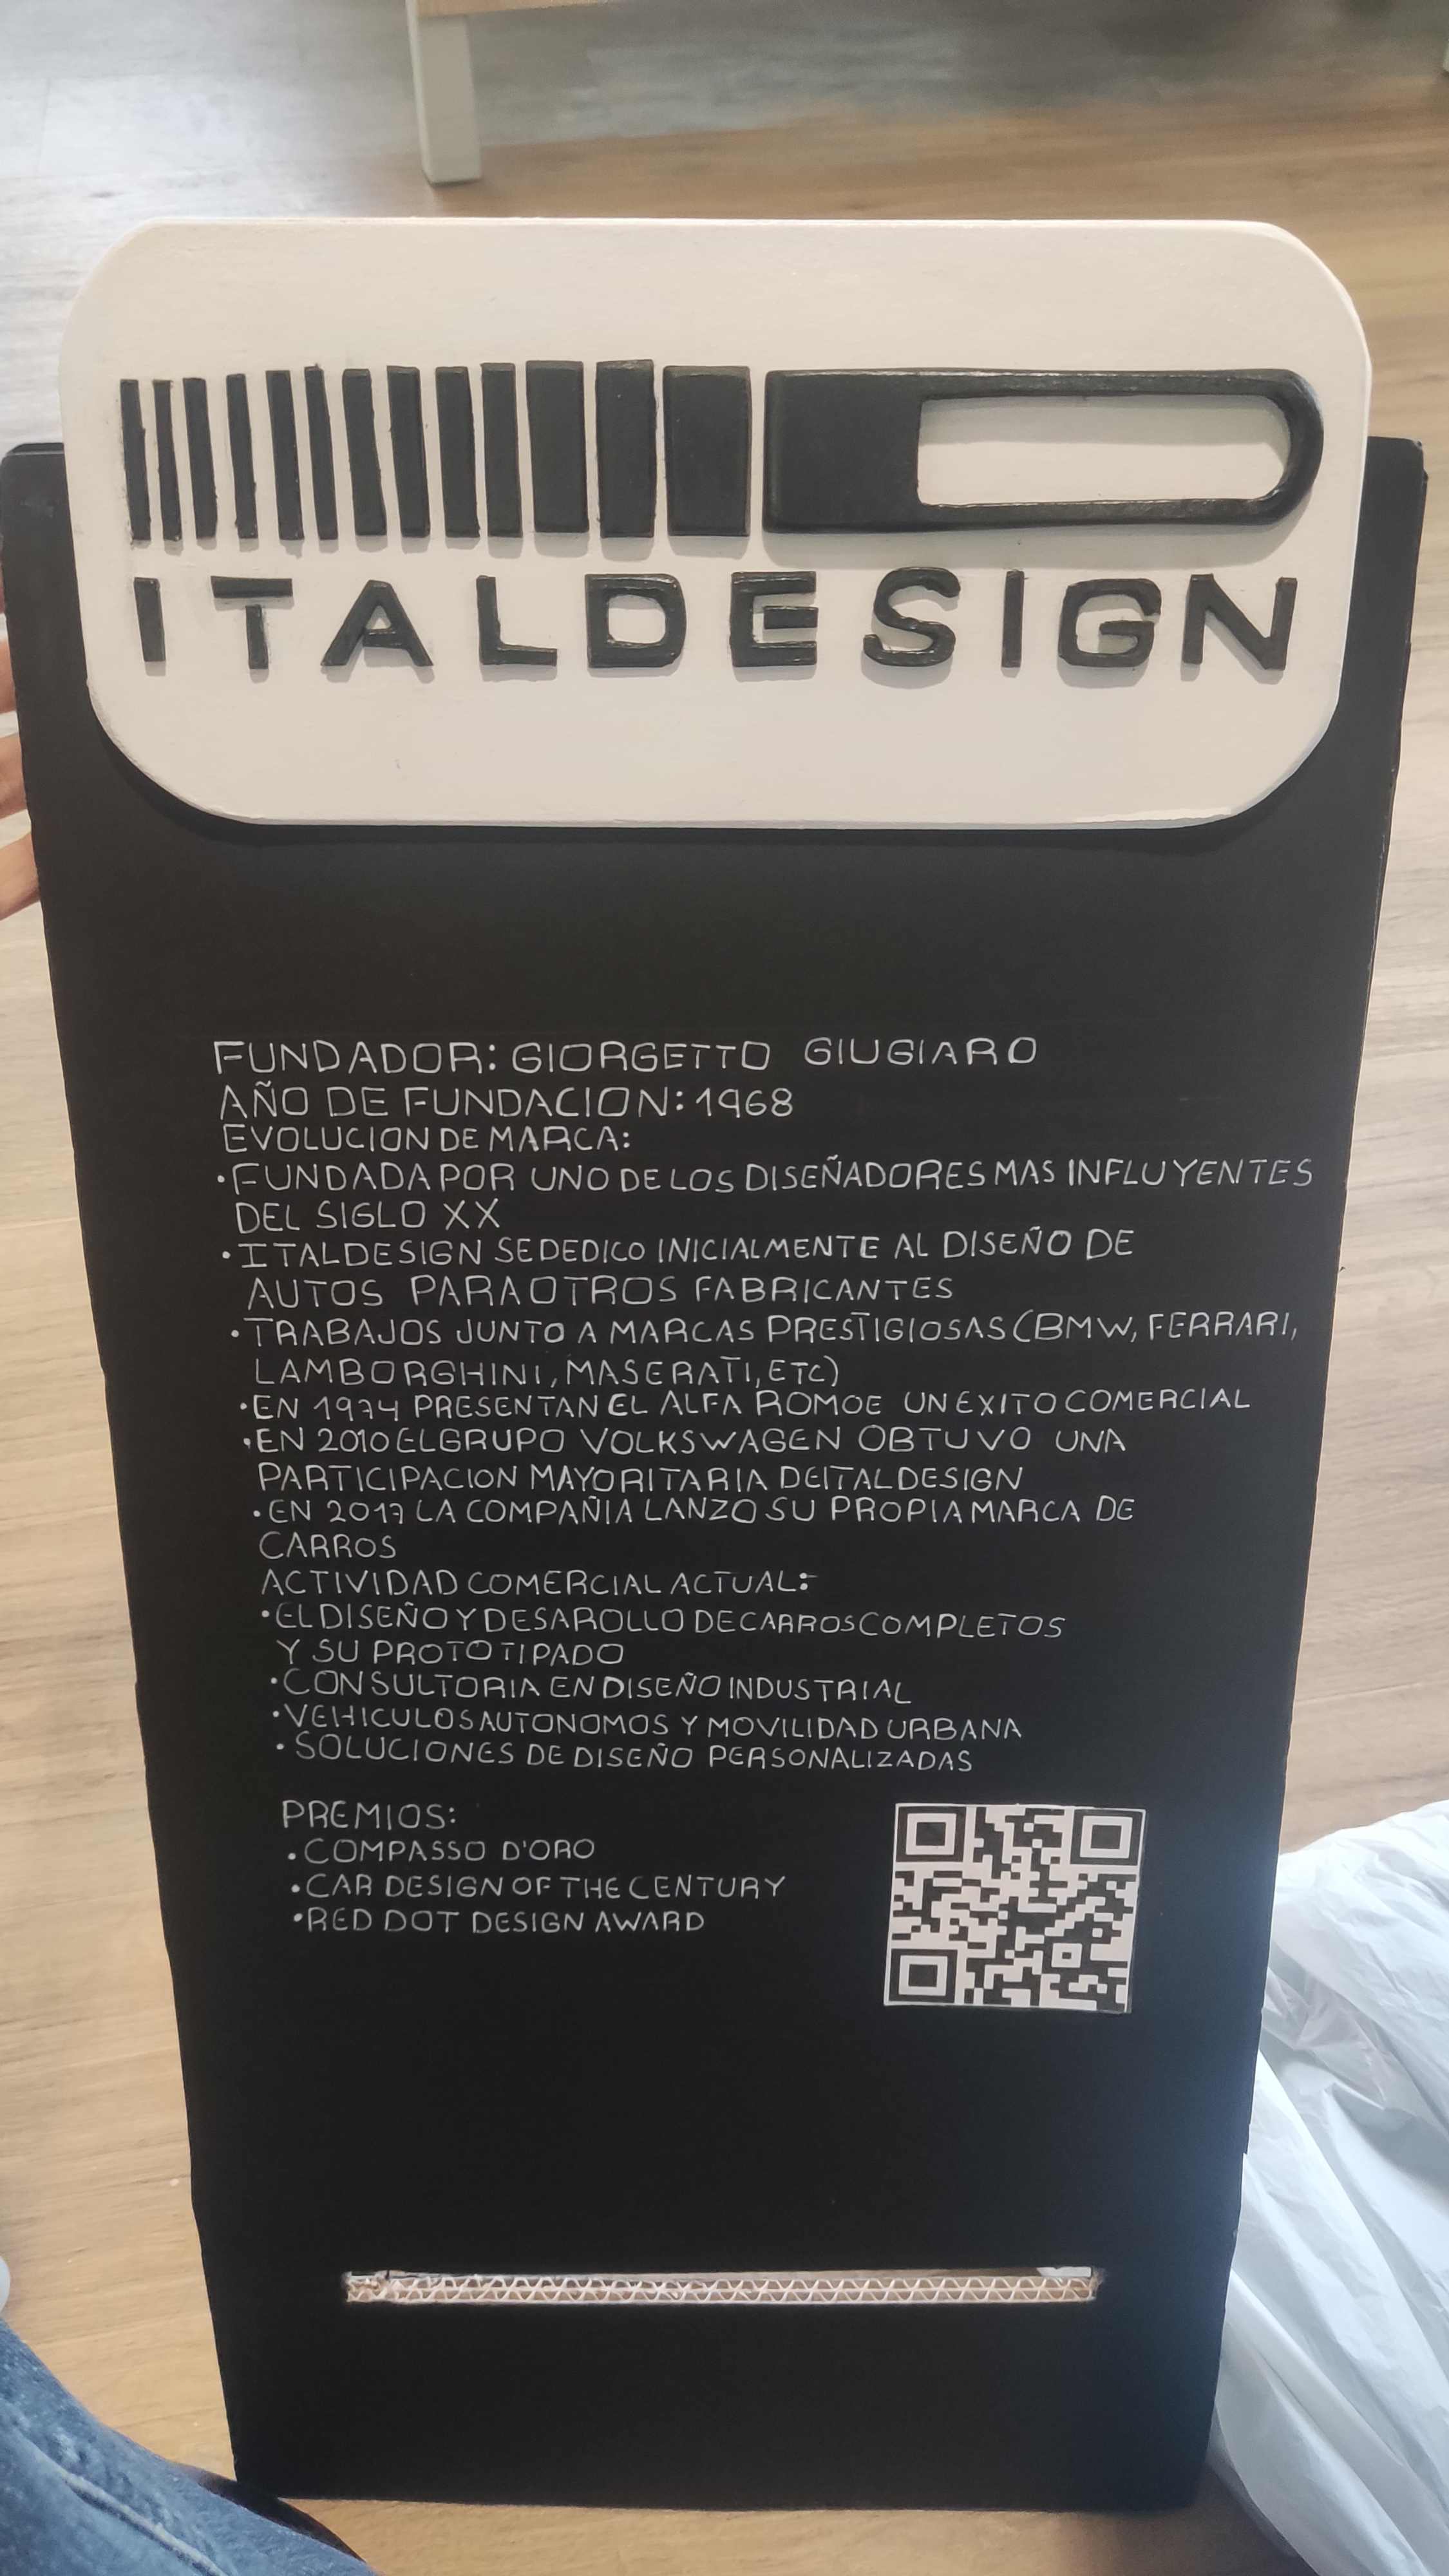 ITALDESIGN
FUNDADOR: GIORGETTO GIUGIARO
AÑO DE FUNDACION: 1968
EVOLUCION DE MARCA:
• FUNDADA POR UNO DE LOS DISEÑADORES MAS INFLUYENTES
DEL SIGLO XX
• ITALDESIGN SE DEDICO INICIALMENTE AL DISEÑO DE
AUTOS PARA OTROS FABRICANTES
• TRABAJOS JUNTO A MARCAS PRESTIGIOSAS (BMW, FERRARI,
LAMBORGHINI, MASERATI, ETC)
• EN 1974 PRESENTAN EL ALFA ROMOE UN EXITO COMERCIAL
• EN 2010 EL GRUPO VOLKSWAGEN OBTUVO UNA
PARTICIPACION MAYORITARIA DE ITALDESIGN
• EN 2017 LA COMPAÑIA LANZO SU PROPIA MARCA DE
CARROS
ACTIVIDAD COMERCIAL ACTUAL:
• EL DISEÑO Y DESAROLLO DE CARROS COMPLETOS
Y SU PROTOTIPADO
• CONSULTORIA EN DISEÑO INDUSTRIAL
• VEHICULOS AUTONOMOS Y MOVILIDAD URBANA
• SOLUCIONES DE DISEÑO PERSONALIZADAS
PREMIOS:
• COMPASSO D'ORO
• CAR DESIGN OF THE CENTURY
• RED DOT DESIGN AWARD